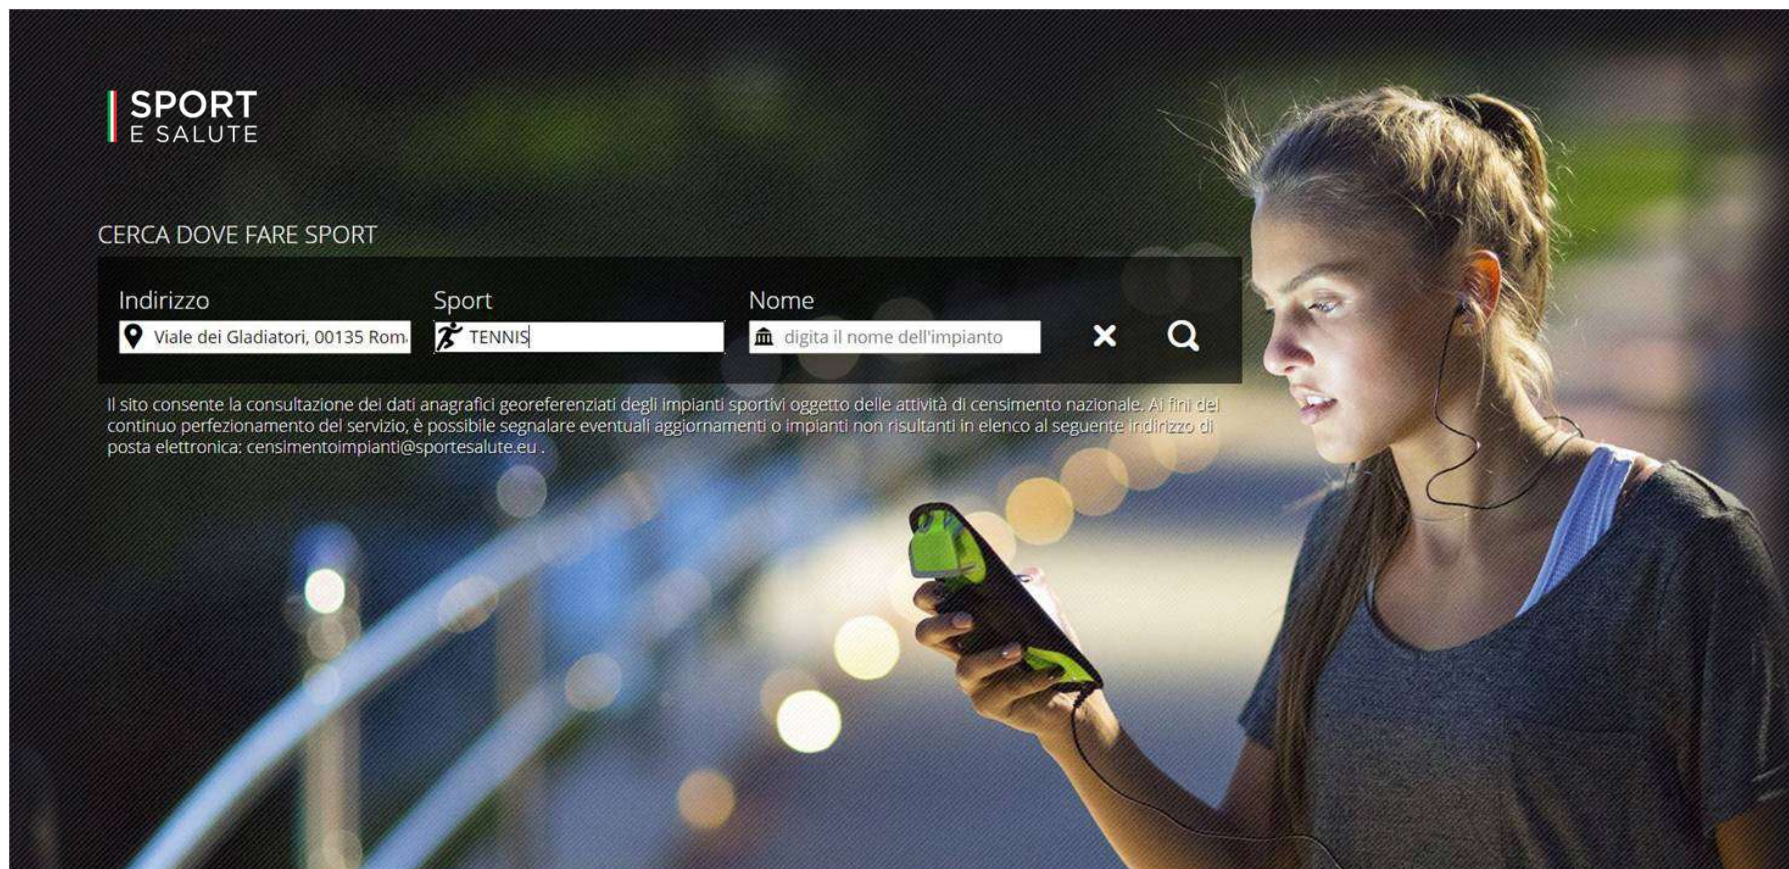 SPORT
E SALUTE
CERCA DOVE FARE SPORT
Indirizzo Sport Nome
Viale dei Gladiatori, 00135 Rom TENNIS digita il nome dell'impianto
Il sito consente la consultazione dei dati anagrafici georeferenziati degli impianti sportivi oggetto delle attività di censimento nazionale. Ai fini del
continuo perfezionamento del servizio, è possibile segnalare eventuali aggiornamenti o impianti non risultanti in elenco al seguente indirizzo di
posta elettronica: censimentoimpianti@sportesalute.eu .